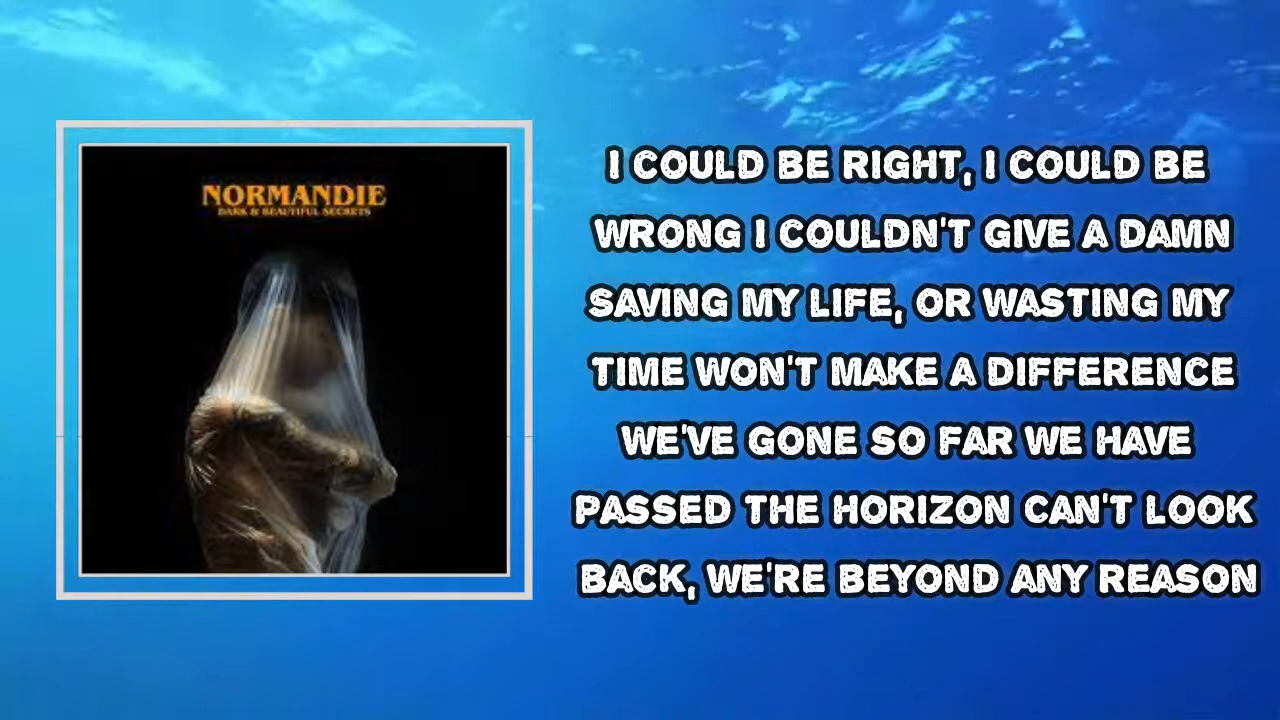 NORMANDIE
DARK & BEAUTIFUL SECRETS
I COULD BE RIGHT, I COULD BE
WRONG I COULDN'T GIVE A DAMN
SAVING MY LIFE, OR WASTING MY
TIME WON'T MAKE A DIFFERENCE
WE'VE GONE SO FAR WE HAVE
PASSED THE HORIZON CAN'T LOOK
BACK, WE'RE BEYOND ANY REASON